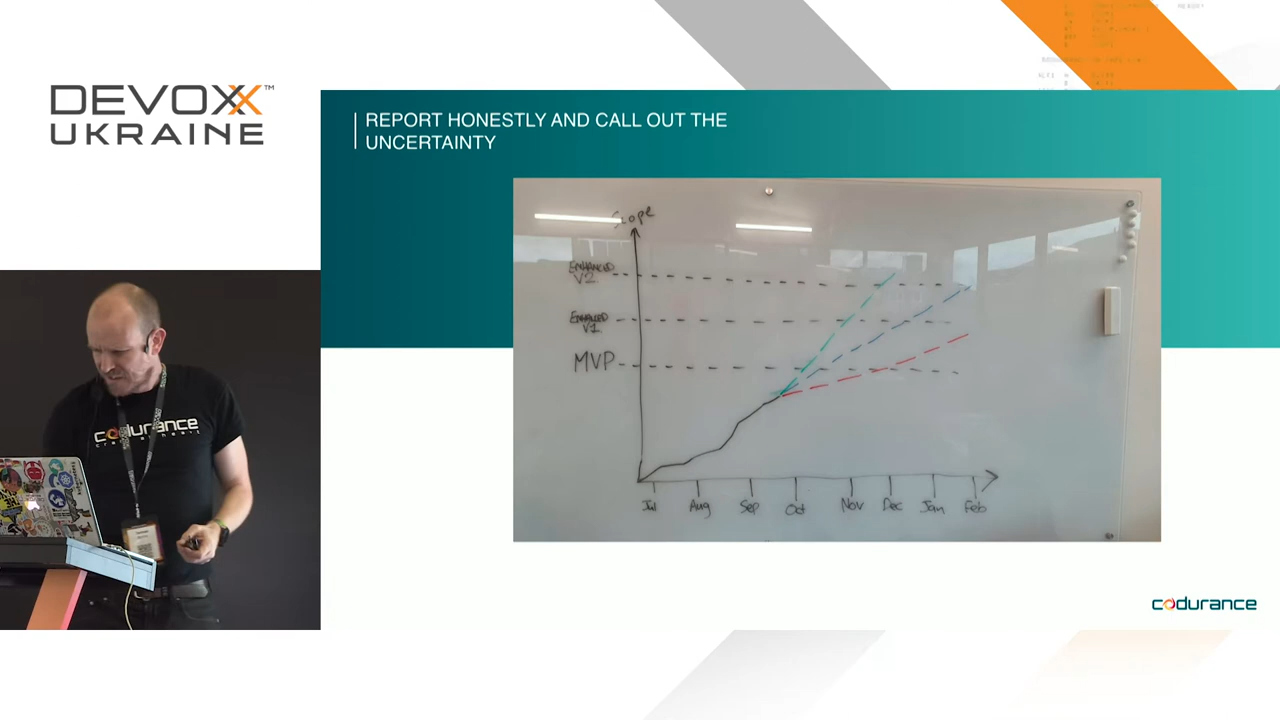 DEVOXX™
UKRAINE
REPORT HONESTLY AND CALL OUT THE
UNCERTAINTY
Scope
ENHANCED
V2
ENHANCED
V1
MVP
Jul Aug Sep Oct Nov Dec Jan Feb
codurance
codurance